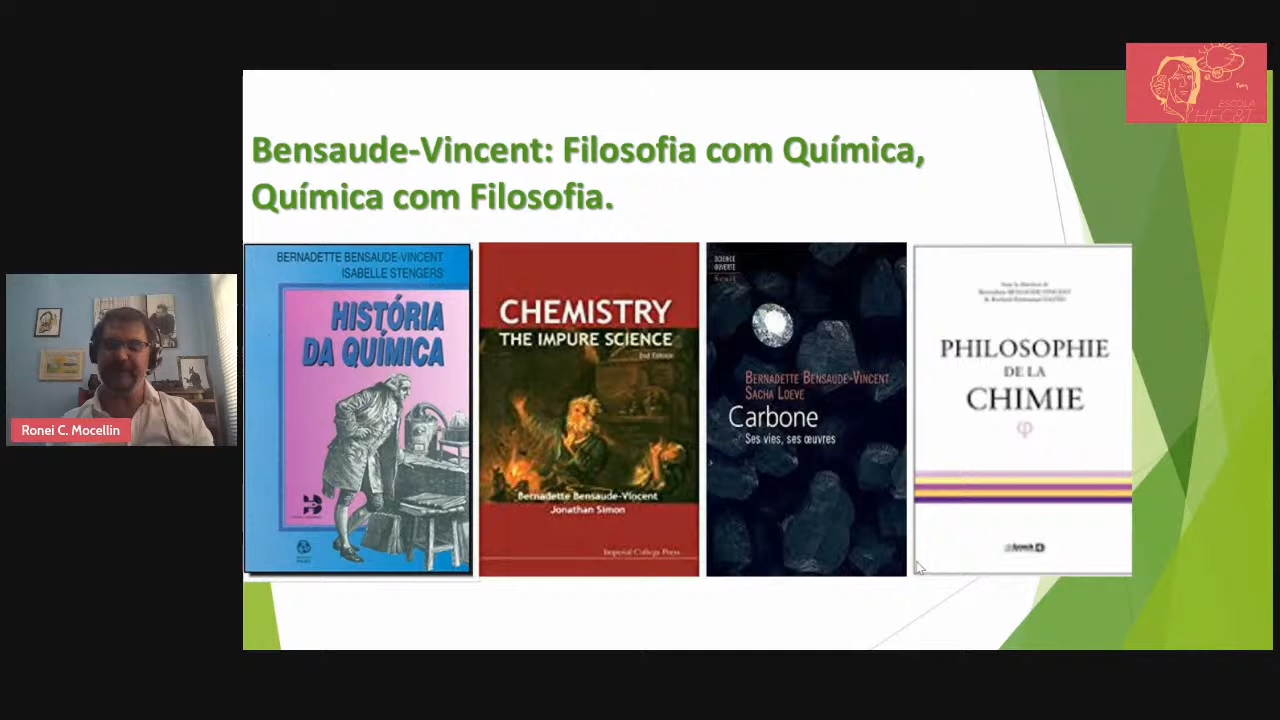 ESCOLA
HFC&T
Bensaude-Vincent: Filosofia com Química,
Química com Filosofia.
Ronei C. Mocellin
BERNADETTE BENSAUDE-VINCENT
ISABELLE STENGERS
HISTÓRIA
DA QUÍMICA
CHEMISTRY
THE IMPURE SCIENCE
2nd Edition
Bernadette Bensaude-Vincent
Jonathan Simon
Imperial College Press
SCIENCE
OUVERTE
Seuil
BERNADETTE BENSAUDE-VINCENT
SACHA LOEVE
Carbone
Ses vies, ses œuvres
PHILOSOPHIE
DE LA
CHIMIE
φ